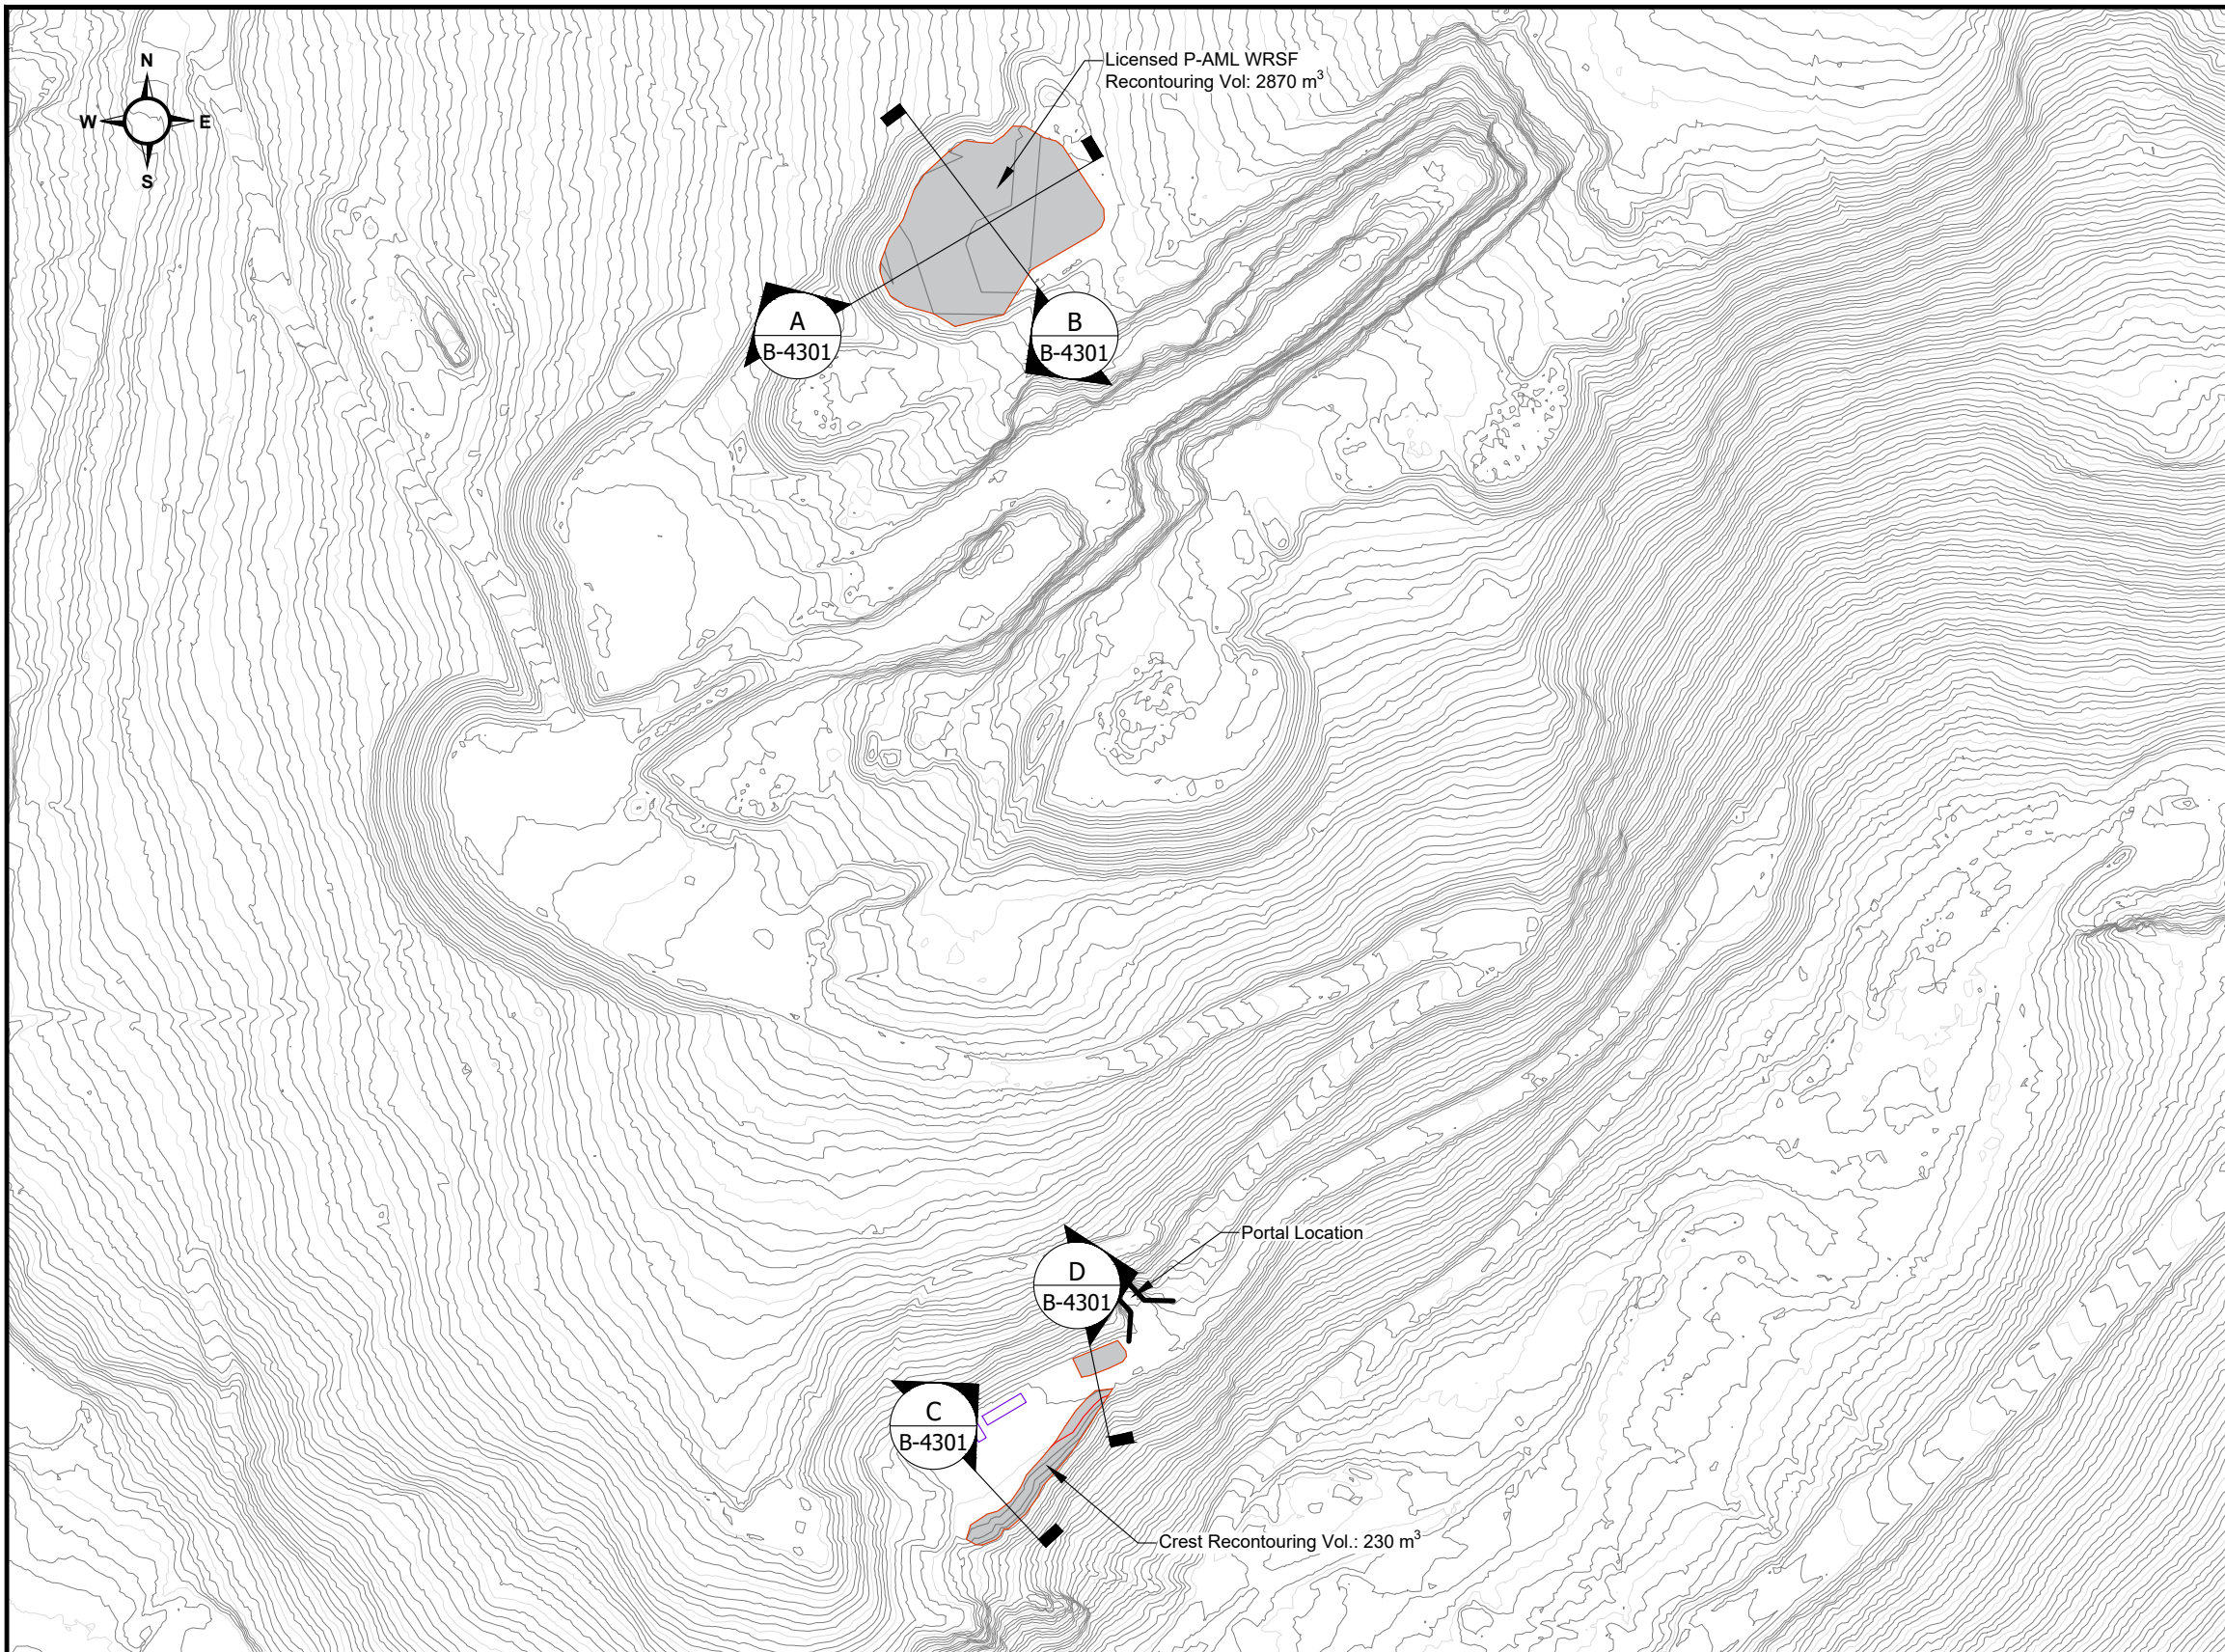 N
W E
S
Licensed P-AML WRSF
Recontouring Vol: 2870 m³
A
B-4301
B
B-4301
Portal Location
D
B-4301
C
B-4301
Crest Recontouring Vol.: 230 m³